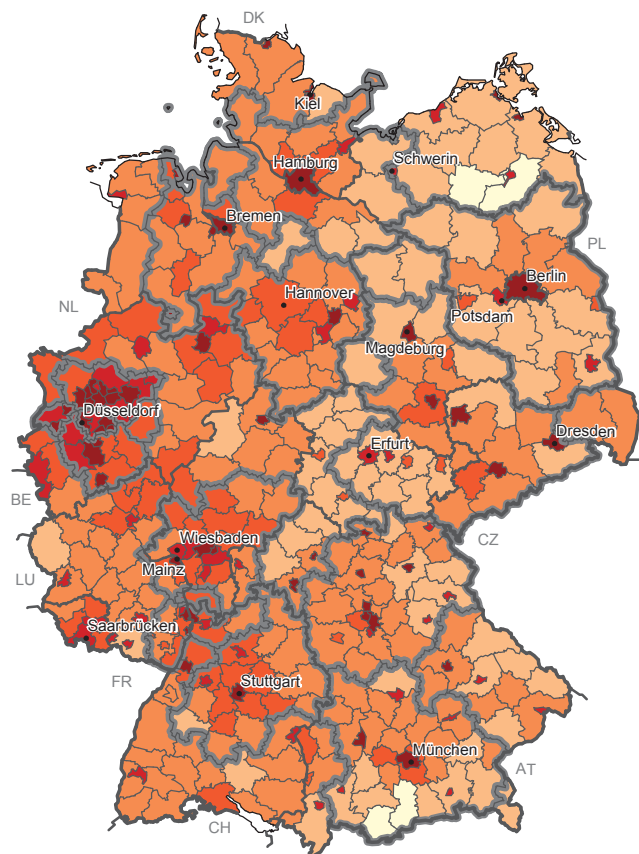 DK
Kiel
Hamburg
Schwerin
Bremen
PL
Berlin
NL
Hannover
Potsdam
Magdeburg
Düsseldorf
Dresden
Erfurt
BE
Wiesbaden
CZ
Mainz
LU
Saarbrücken
FR
Stuttgart
München
AT
CH